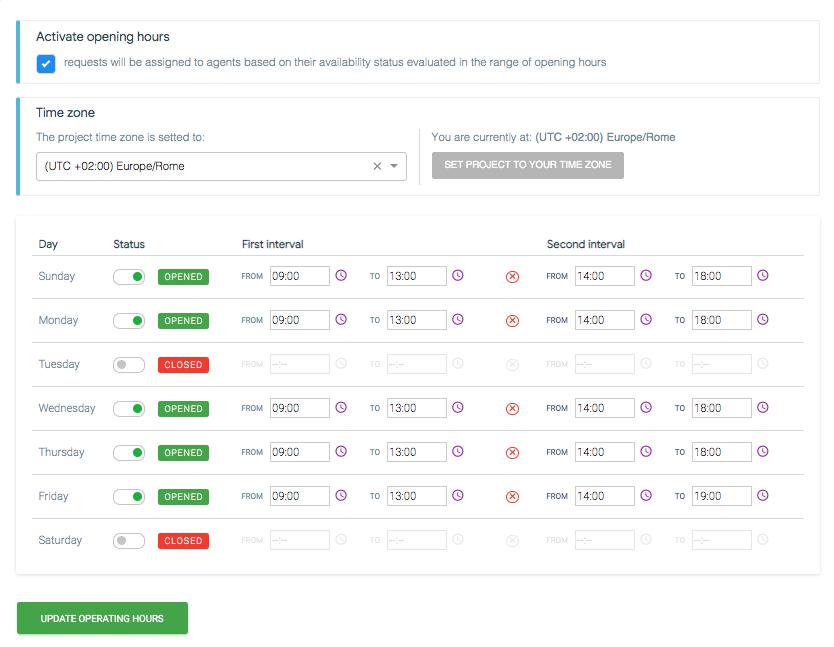 Activate opening hours
requests will be assigned to agents based on their availability status evaluated in the range of opening hours
Time zone
The project time zone is setted to:
(UTC +02:00) Europe/Rome
You are currently at: (UTC +02:00) Europe/Rome
SET PROJECT TO YOUR TIME ZONE
Day Status First interval Second interval
Sunday OPENED FROM 09:00 TO 13:00 FROM 14:00 TO 18:00
Monday OPENED FROM 09:00 TO 13:00 FROM 14:00 TO 18:00
Tuesday CLOSED FROM --:-- TO --:-- FROM --:-- TO --:--
Wednesday OPENED FROM 09:00 TO 13:00 FROM 14:00 TO 18:00
Thursday OPENED FROM 09:00 TO 13:00 FROM 14:00 TO 18:00
Friday OPENED FROM 09:00 TO 13:00 FROM 14:00 TO 19:00
Saturday CLOSED FROM --:-- TO --:-- FROM --:-- TO --:--
UPDATE OPERATING HOURS